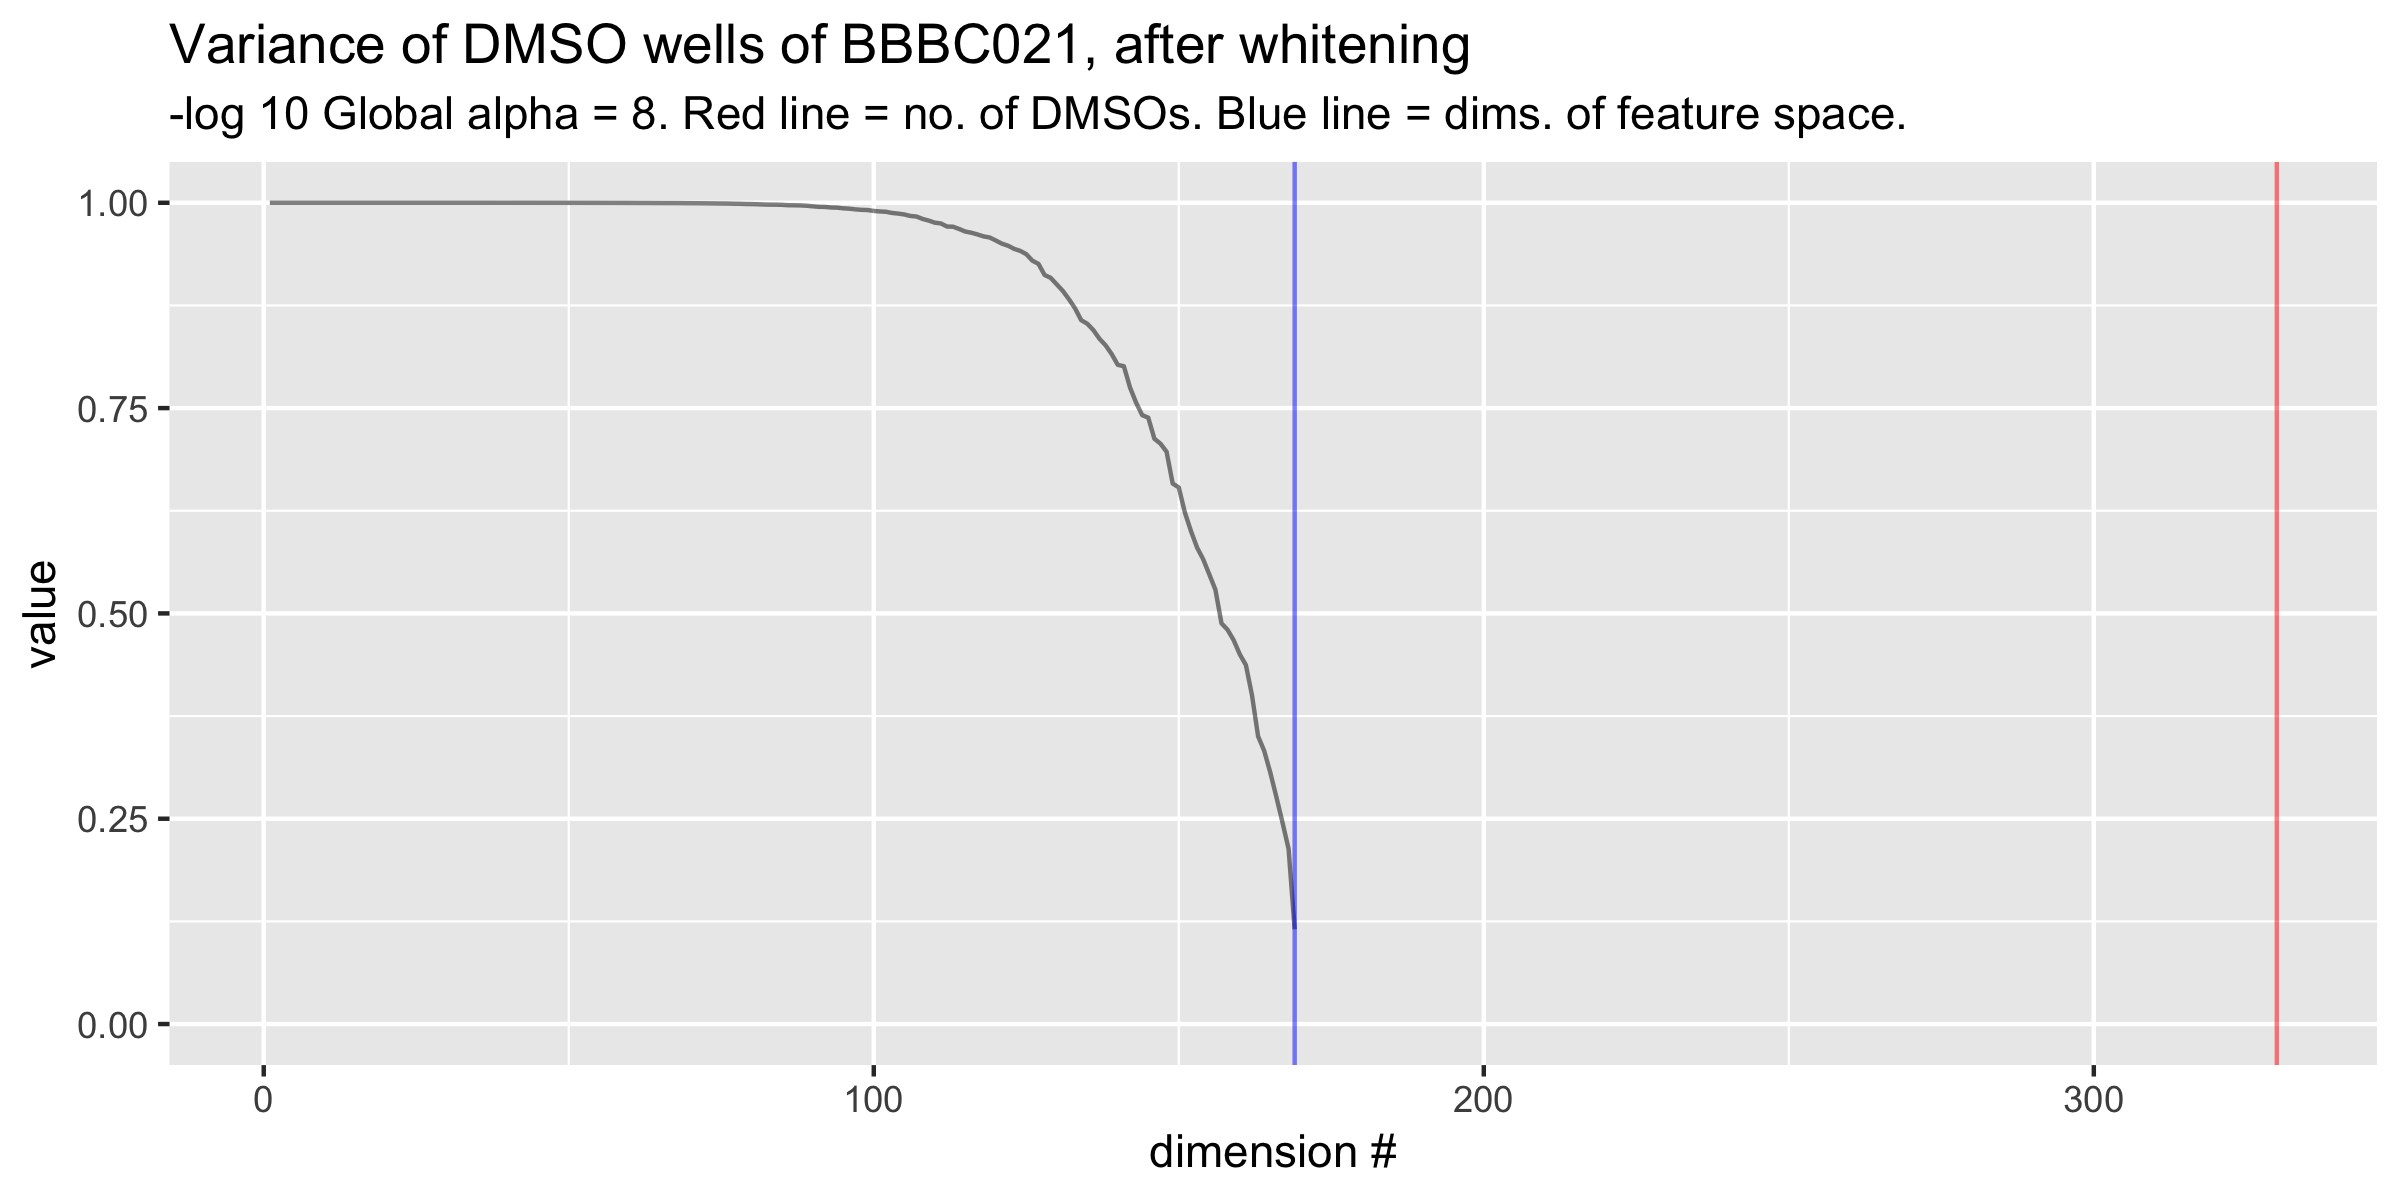 Variance of DMSO wells of BBBC021, after whitening
-log 10 Global alpha = 8. Red line = no. of DMSOs. Blue line = dims. of feature space.
value
1.00
0.75
0.50
0.25
0.00
0 100 200 300
dimension #